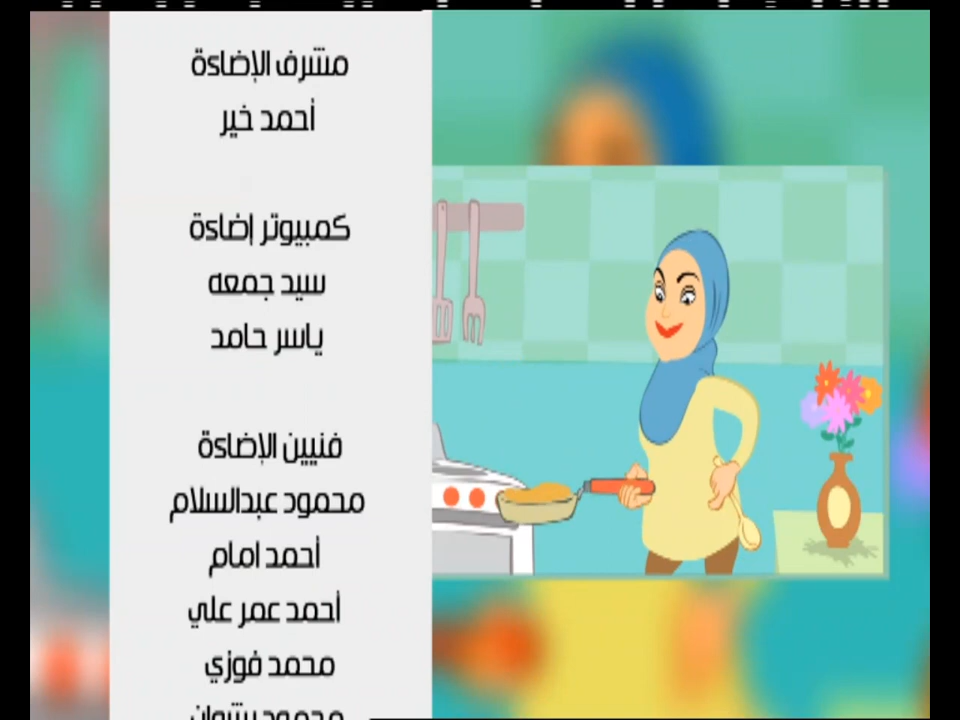 مشرف الإضاءة
أحمد خير
كمبيوتر إضاءة
سيد جمعه
ياسر حامد
فنيين الإضاءة
محمود عبدالسلام
أحمد امام
أحمد عمر علي
محمد فوزي
محمود